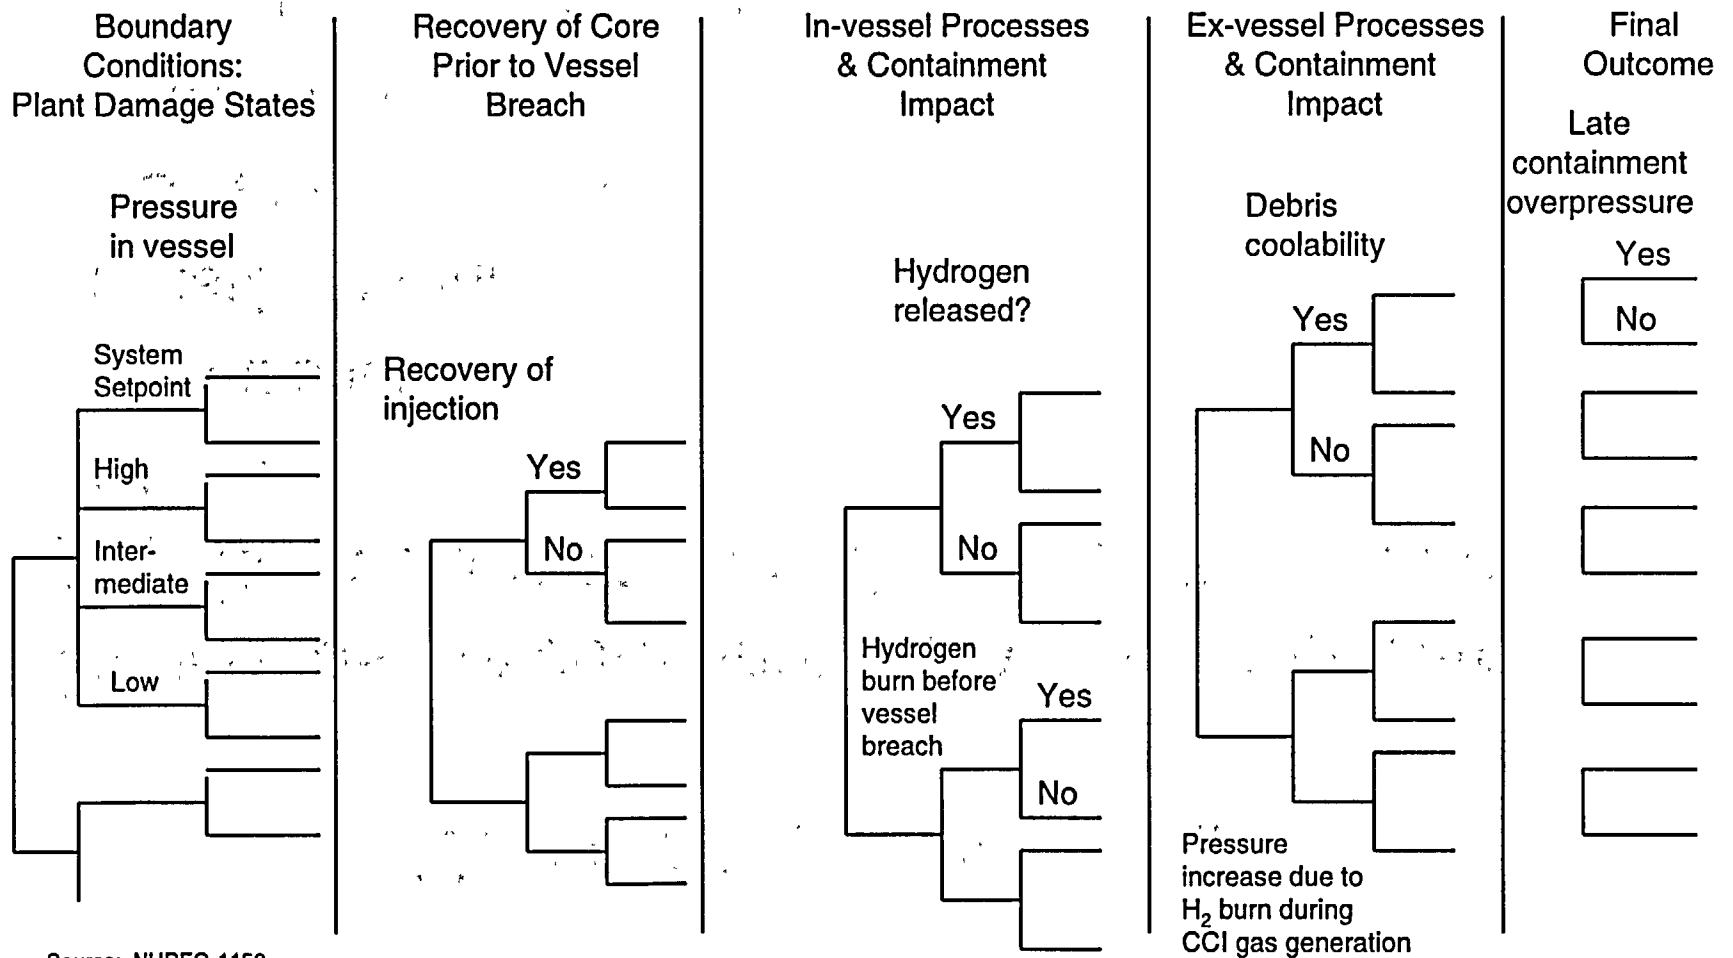 Boundary
Conditions:
Plant Damage States
Pressure
in vessel
System
Setpoint
High
Inter-
mediate
Low
Recovery of Core
Prior to Vessel
Breach
Recovery of
injection
Yes
No
In-vessel Processes
& Containment
Impact
Hydrogen
released?
Yes
No
Hydrogen
burn before
vessel
breach
Yes
No
Ex-vessel Processes
& Containment
Impact
Debris
coolability
Yes
No
Pressure
increase due to
H₂ burn during
CCI gas generation
Final
Outcome
Late
containment
overpressure
Yes
No